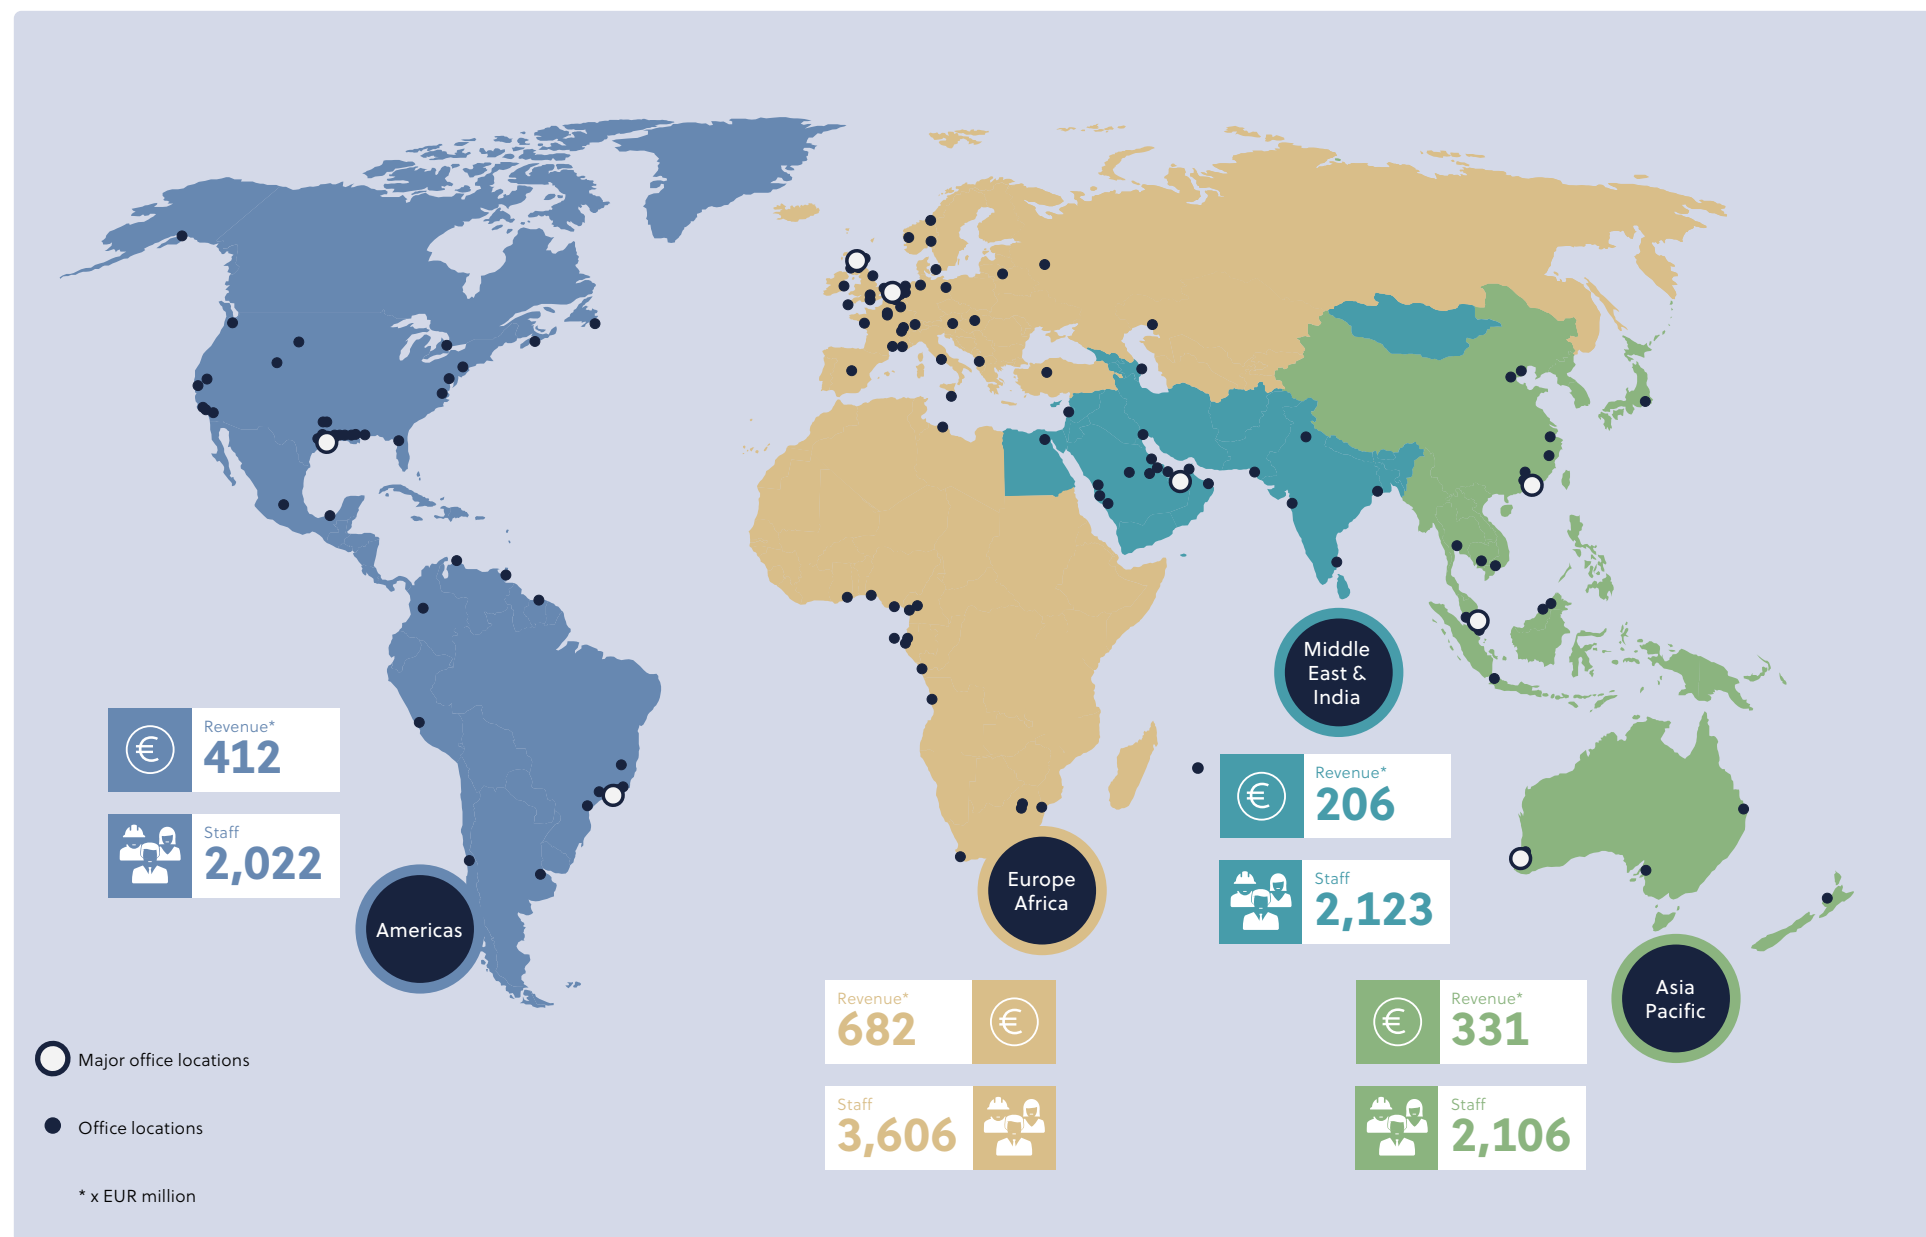 Middle
East &
India
Revenue*
412
Staff
2,022
Americas
Revenue*
206
Staff
2,123
Europe
Africa
Revenue*
682
Staff
3,606
Asia
Pacific
Revenue*
331
Staff
2,106
Major office locations
Office locations
* x EUR million